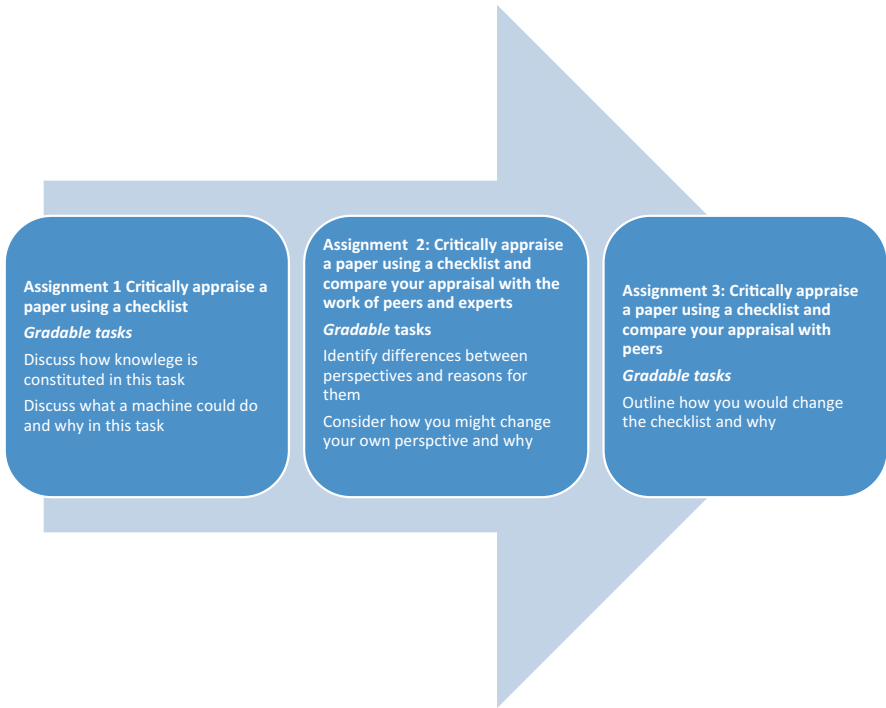 Assignment 1 Critically appraise a
paper using a checklist
Gradable tasks
Discuss how knowlege is
constituted in this task
Discuss what a machine could do
and why in this task
Assignment 2: Critically appraise
a paper using a checklist and
compare your appraisal with the
work of peers and experts
Gradable tasks
Identify differences between
perspectives and reasons for
them
Consider how you might change
your own perspctive and why
Assignment 3: Critically appraise
a paper using a checklist and
compare your appraisal with
peers
Gradable tasks
Outline how you would change
the checklist and why